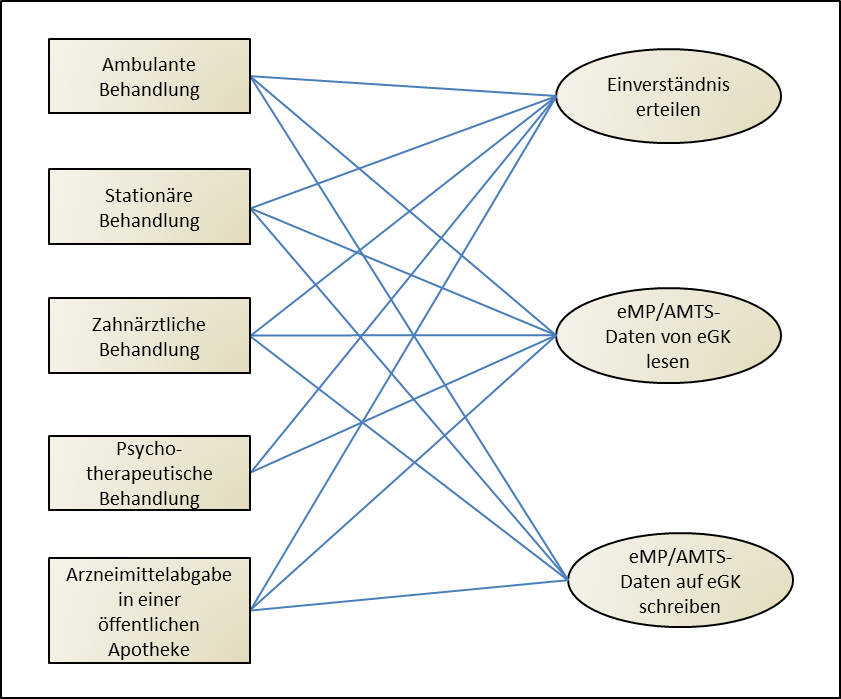 Ambulante
Behandlung
Stationäre
Behandlung
Zahnärztliche
Behandlung
Psycho-
therapeutische
Behandlung
Arzneimittelabgabe
in einer
öffentlichen
Apotheke
Einverständnis
erteilen
eMP/AMTS-
Daten von eGK
lesen
eMP/AMTS-
Daten auf eGK
schreiben